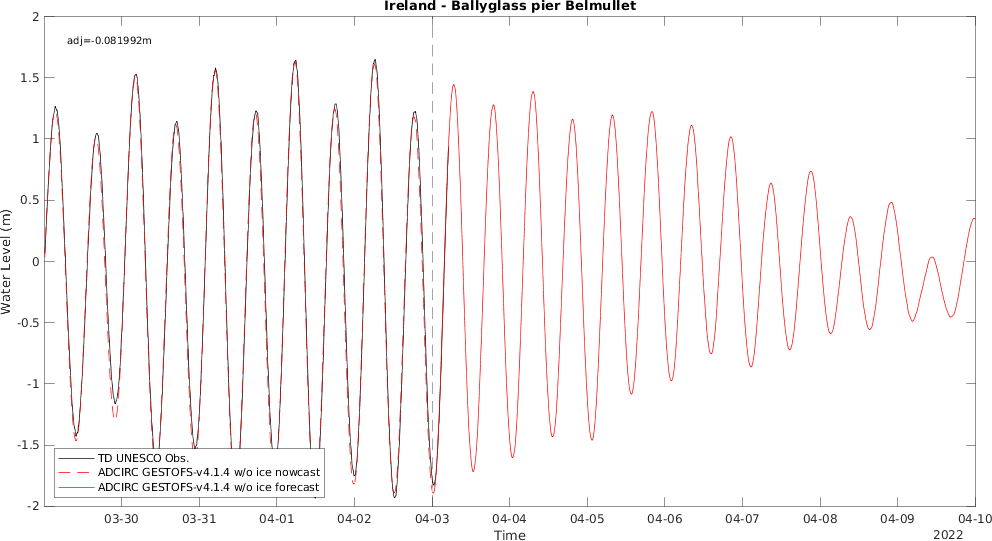 Ireland - Ballyglass pier Belmullet
adj=-0.081992m
2
1.5
1
0.5
0
-0.5
-1
-1.5
-2
Water Level (m)
TD UNESCO Obs.
ADCIRC GESTOFS-v4.1.4 w/o ice nowcast
ADCIRC GESTOFS-v4.1.4 w/o ice forecast
03-30 03-31 04-01 04-02 04-03 04-04 04-05 04-06 04-07 04-08 04-09 04-10
Time
2022